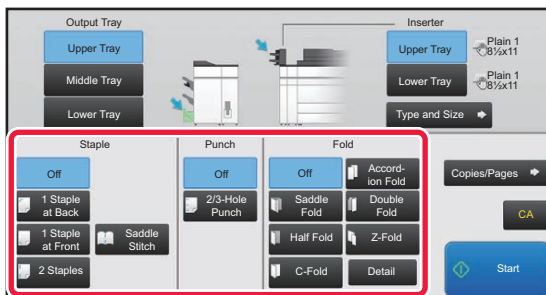 Output Tray
Upper Tray
Middle Tray
Lower Tray
Inserter
Upper Tray
Plain 1
8½x11
Lower Tray
Plain 1
8½x11
Type and Size
Staple
Off
1 Staple
at Back
1 Staple
at Front
Saddle
Stitch
2 Staples
Punch
Off
2/3-Hole
Punch
Fold
Off
Accord-
ion Fold
Saddle
Fold
Double
Fold
Half Fold
Z-Fold
C-Fold
Detail
Copies/Pages
CA
Start